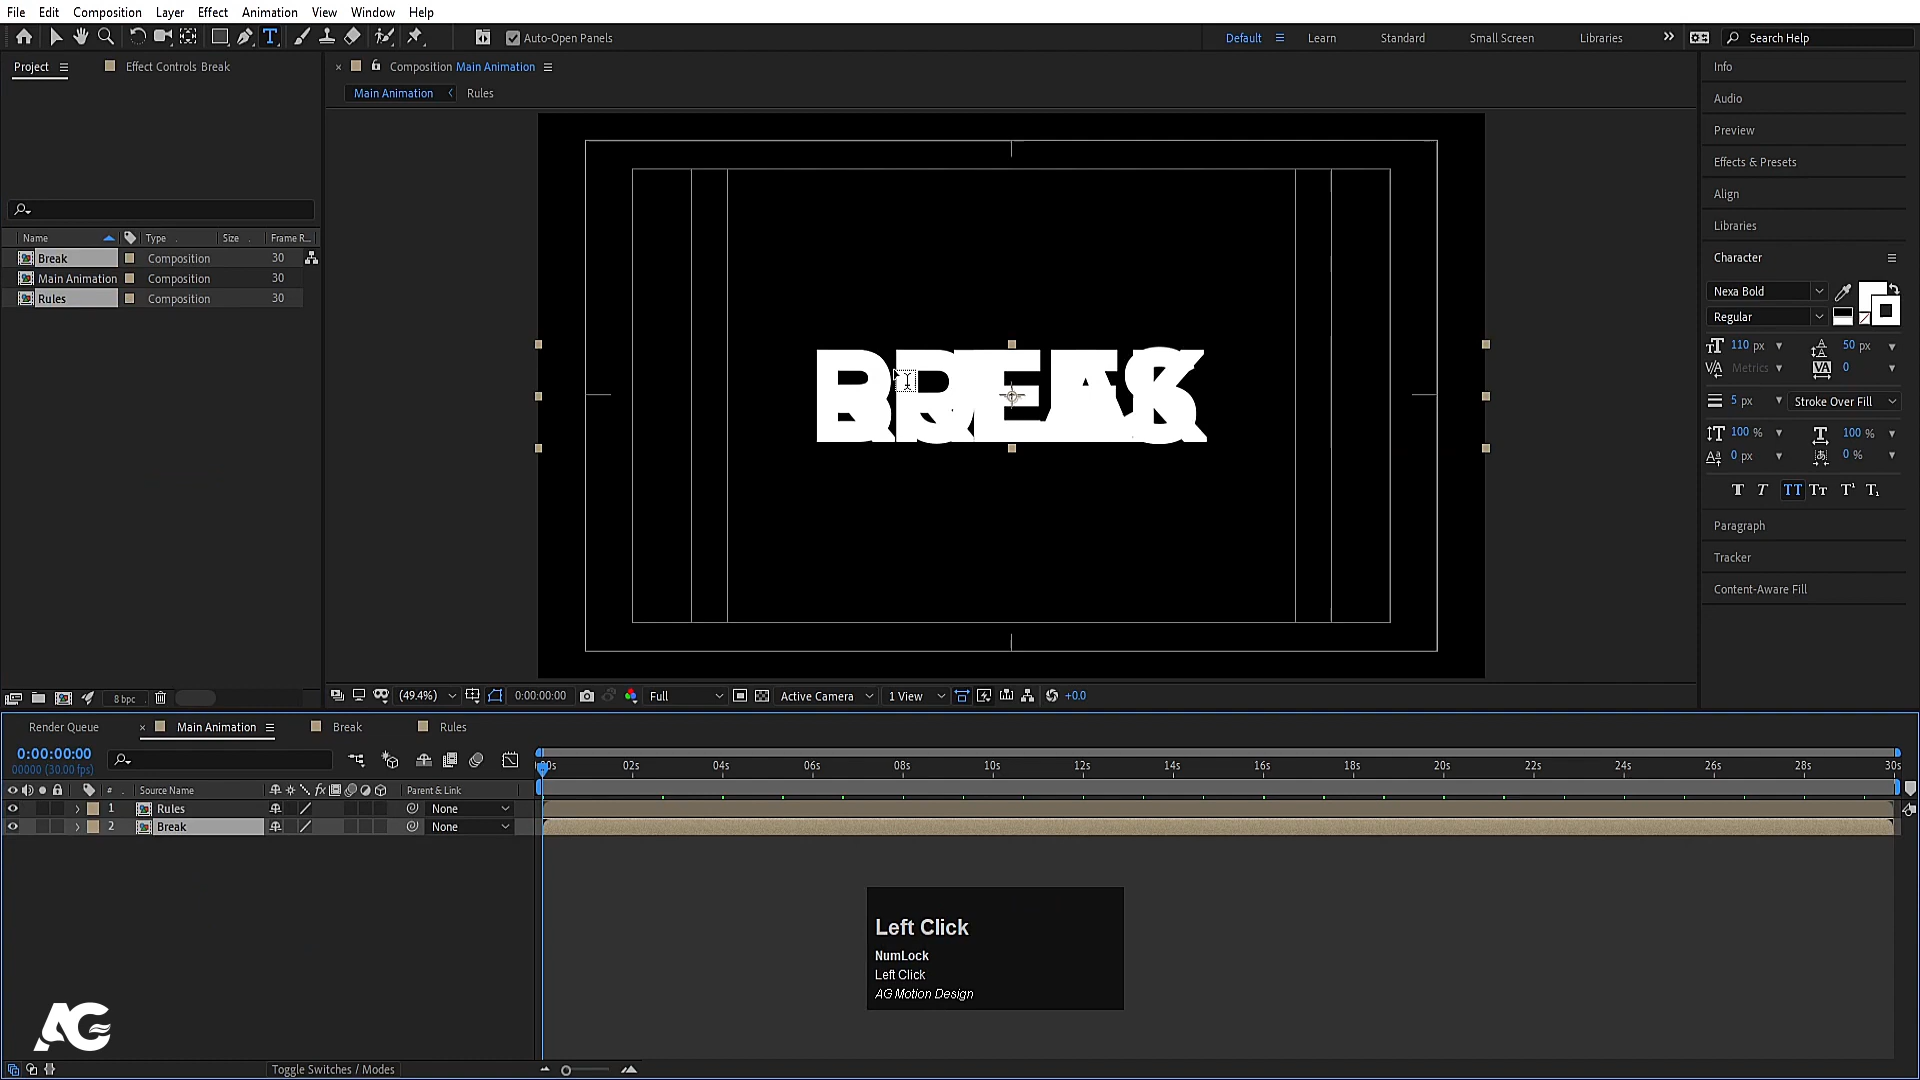 File Edit Composition Layer Effect Animation View Window Help
Auto-Open Panels
Default Learn Standard Small Screen Libraries Search Help
Project Effect Controls Break
Composition Main Animation
Main Animation Rules
Name Type Size Frame R...
Break Composition 30
Main Animation Composition 30
Rules Composition 30
8 bpc
BREAK
(49.4%) 0:00:00:00 Full Active Camera 1 View +0.0
Info
Audio
Preview
Effects & Presets
Align
Libraries
Character
Nexa Bold
Regular
110 px 50 px
Metrics 0
5 px Stroke Over Fill
100 % 100 %
0 px 0 %
Paragraph
Tracker
Content-Aware Fill
Render Queue Main Animation Break Rules
0:00:00:00
00000 (30.00 fps)
# Source Name Parent & Link
1 Rules None
2 Break None
02s 04s 06s 08s 10s 12s 14s 16s 18s 20s 22s 24s 26s 28s 30s
Left Click
NumLock
Left Click
AG Motion Design
AG
Toggle Switches / Modes